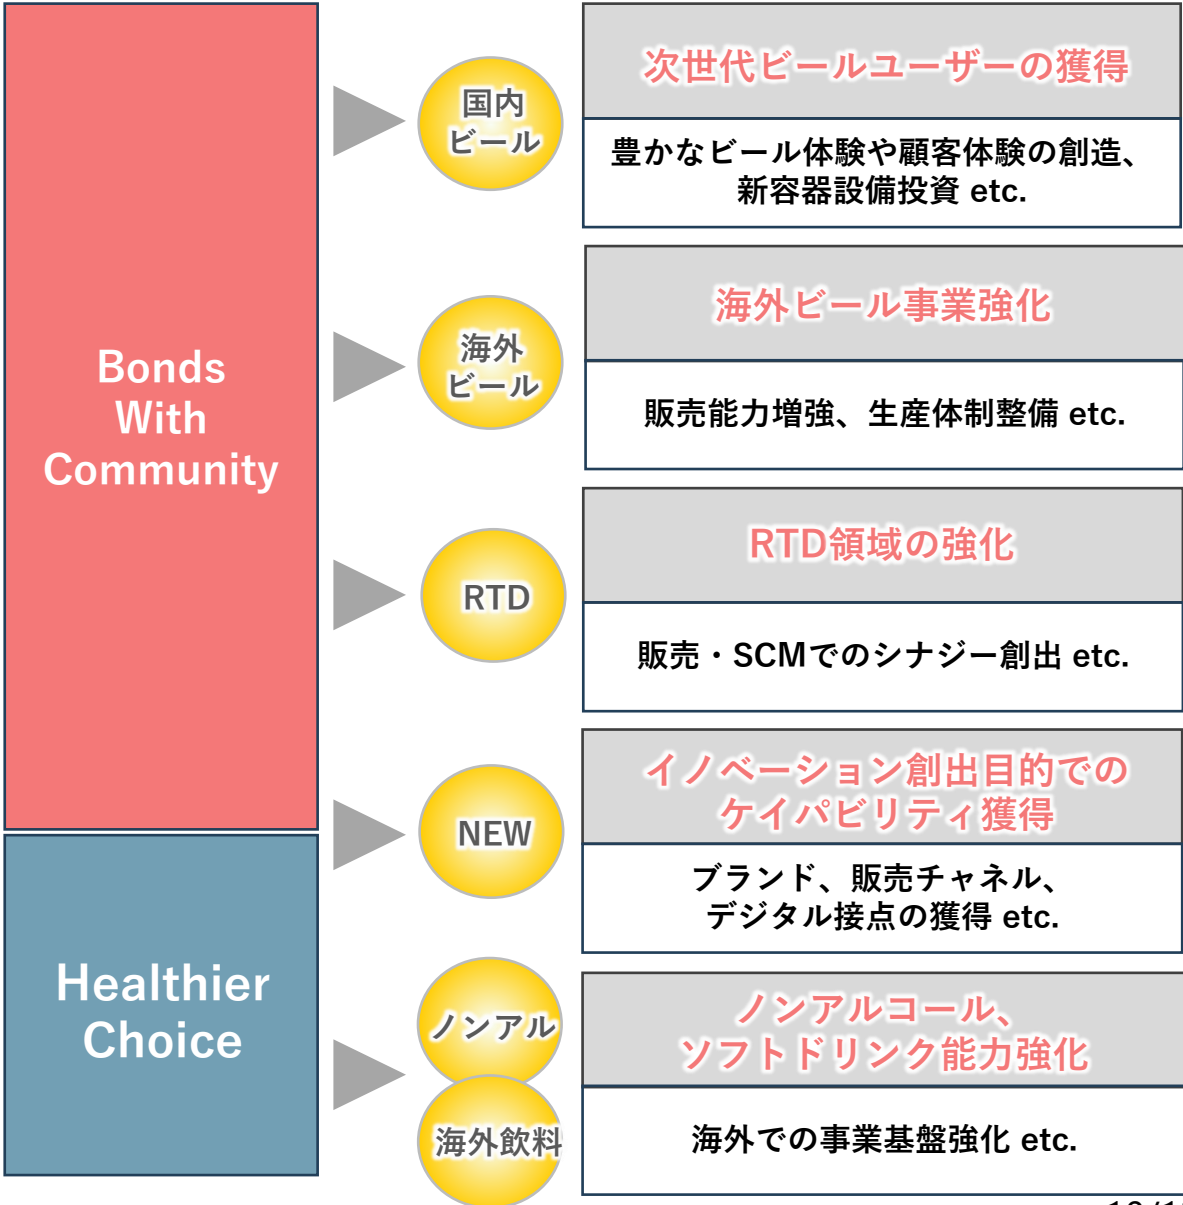 Bonds
With
Community
国内
ビール
次世代ビールユーザーの獲得
豊かなビール体験や顧客体験の創造、
新容器設備投資 etc.
海外
ビール
海外ビール事業強化
販売能力増強、生産体制整備 etc.
RTD
RTD領域の強化
販売・SCMでのシナジー創出 etc.
NEW
イノベーション創出目的での
ケイパビリティ獲得
ブランド、販売チャネル、
デジタル接点の獲得 etc.
Healthier
Choice
ノンアル
海外飲料
ノンアルコール、
ソフトドリンク能力強化
海外での事業基盤強化 etc.